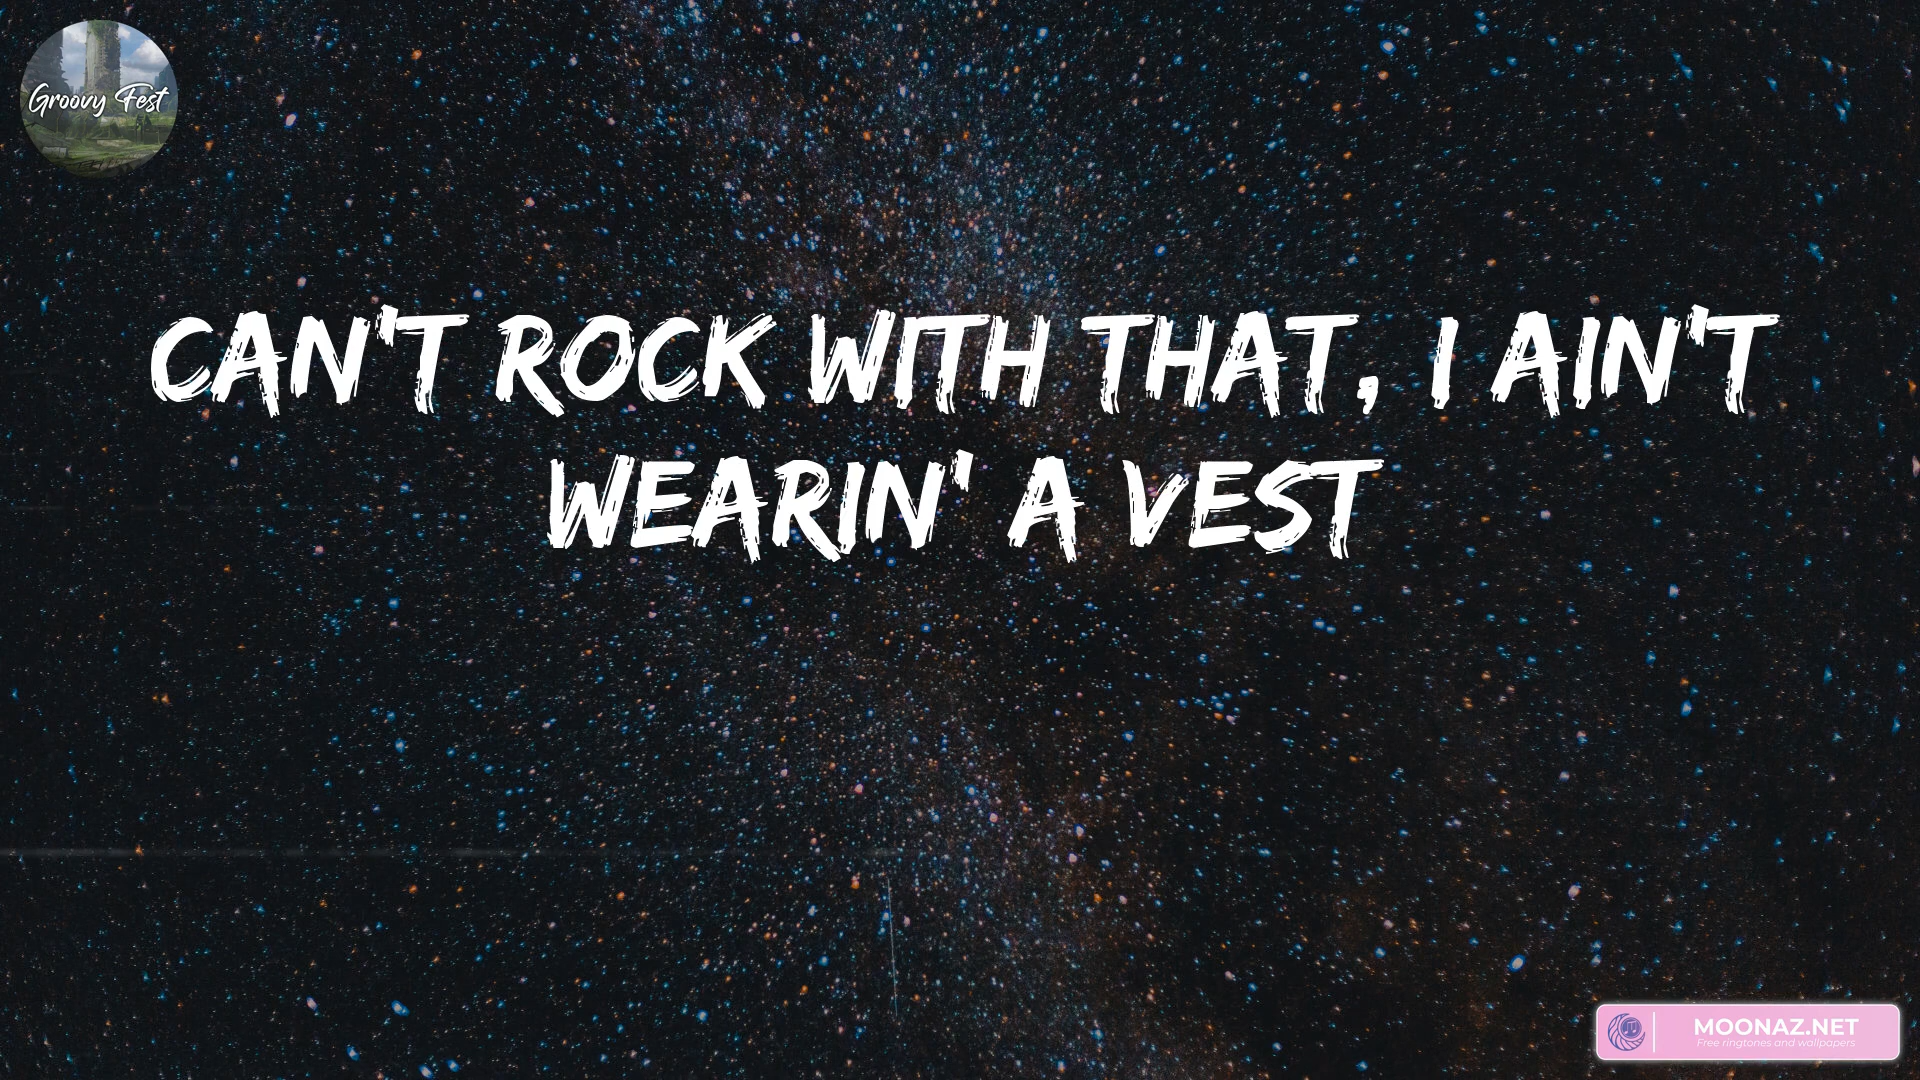 Groovy Fest
CAN'T ROCK WITH THAT, I AIN'T
WEARIN' A VEST
MOONAZ.NET
Free ringtones and wallpapers